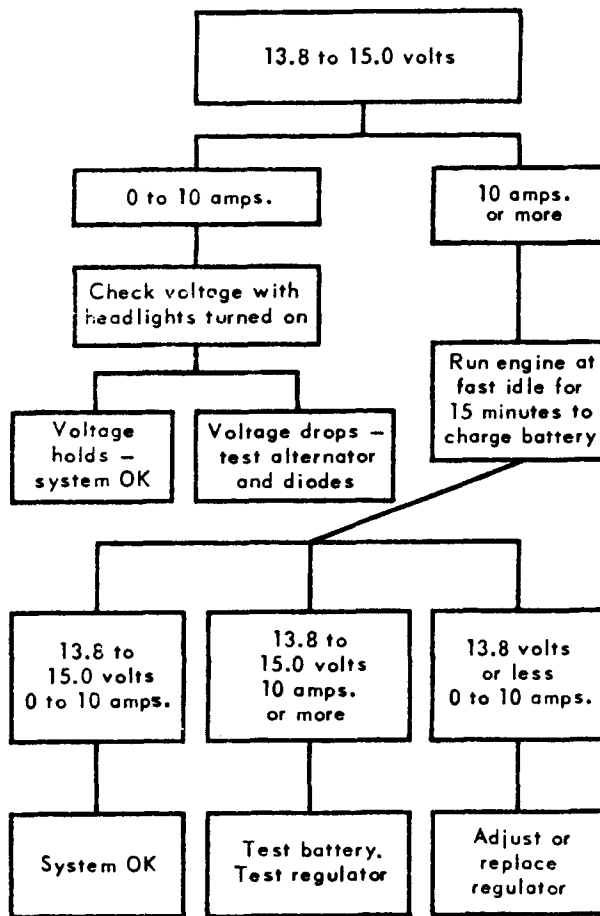 13.8 to 15.0 volts
0 to 10 amps.
10 amps.
or more
Check voltage with
headlights turned on
Run engine at
fast idle for
15 minutes to
charge battery
Voltage
holds –
system OK
Voltage drops –
test alternator
and diodes
13.8 to
15.0 volts
0 to 10 amps.
13.8 to
15.0 volts
10 amps.
or more
13.8 volts
or less
0 to 10 amps.
System OK
Test battery.
Test regulator
Adjust or
replace
regulator